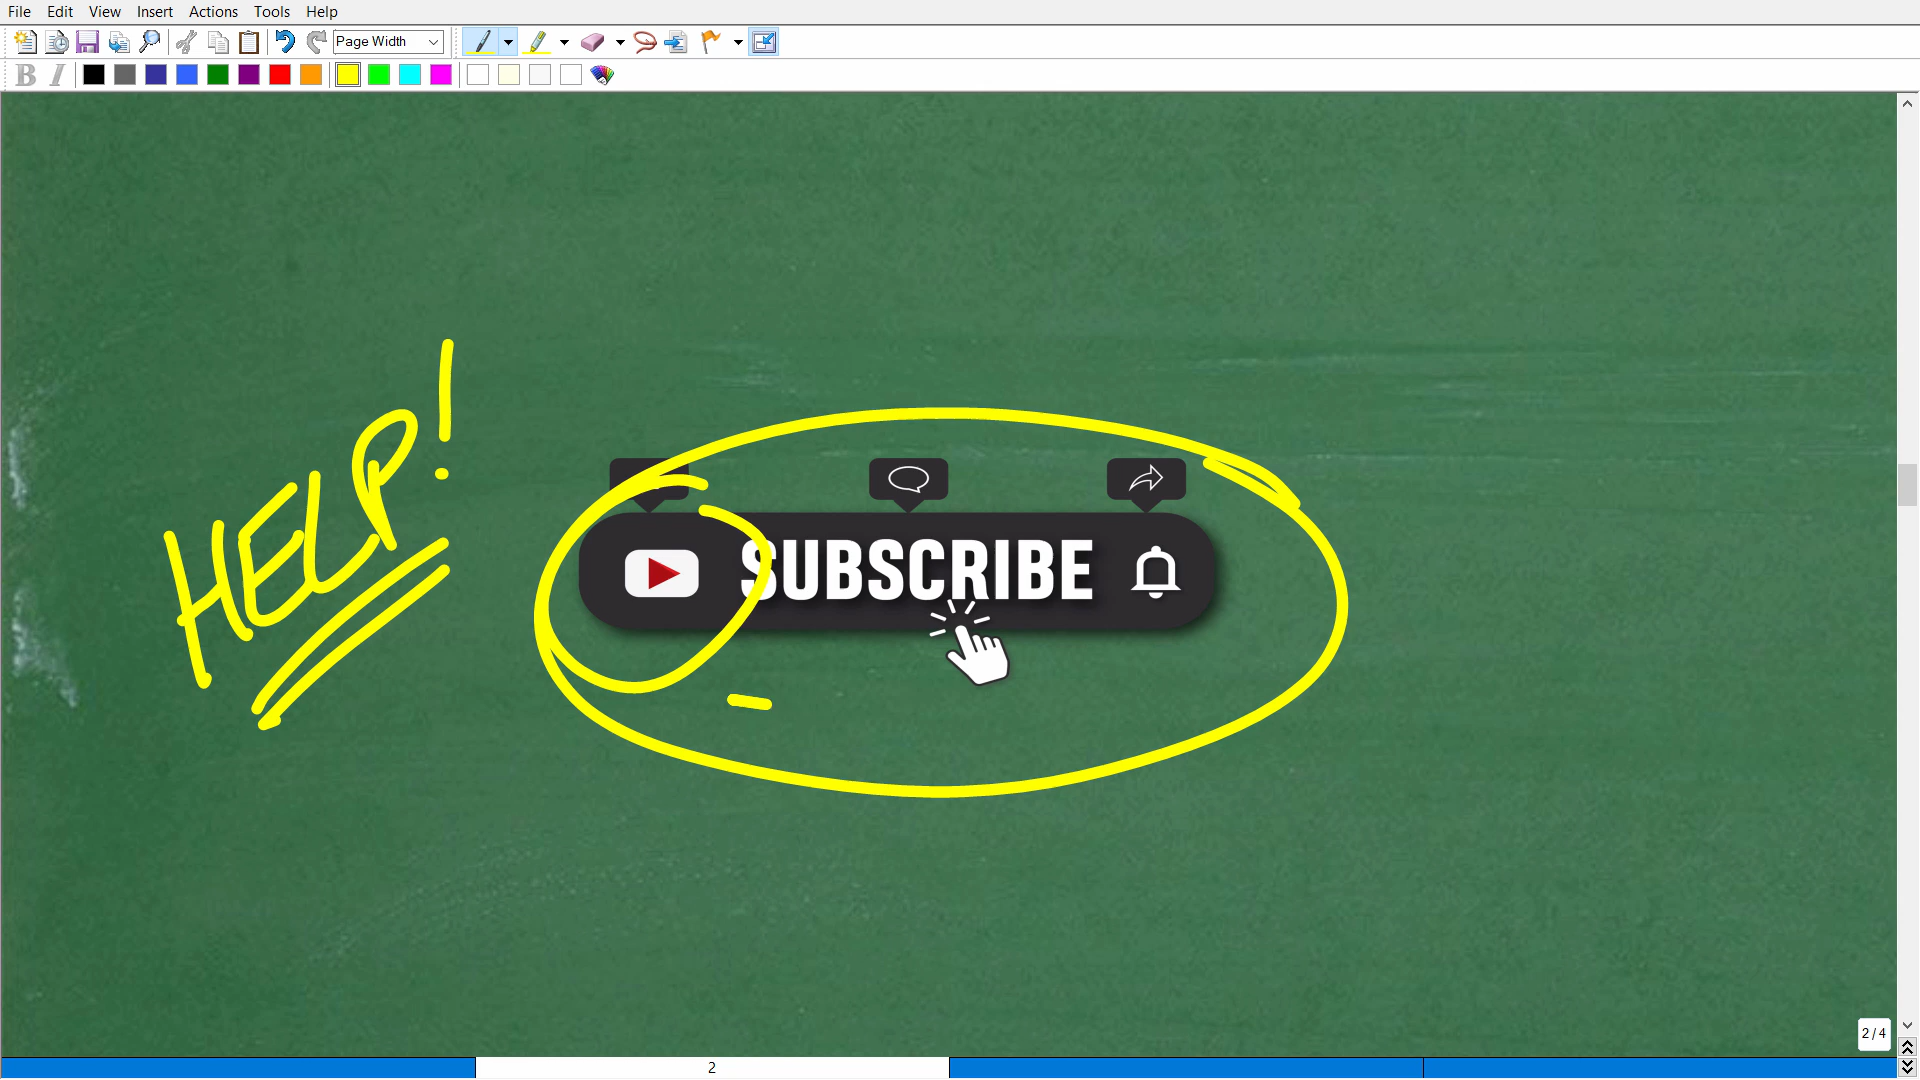 File Edit View Insert Actions Tools Help
Page Width
B I
HELP!
SUBSCRIBE
2 / 4
2